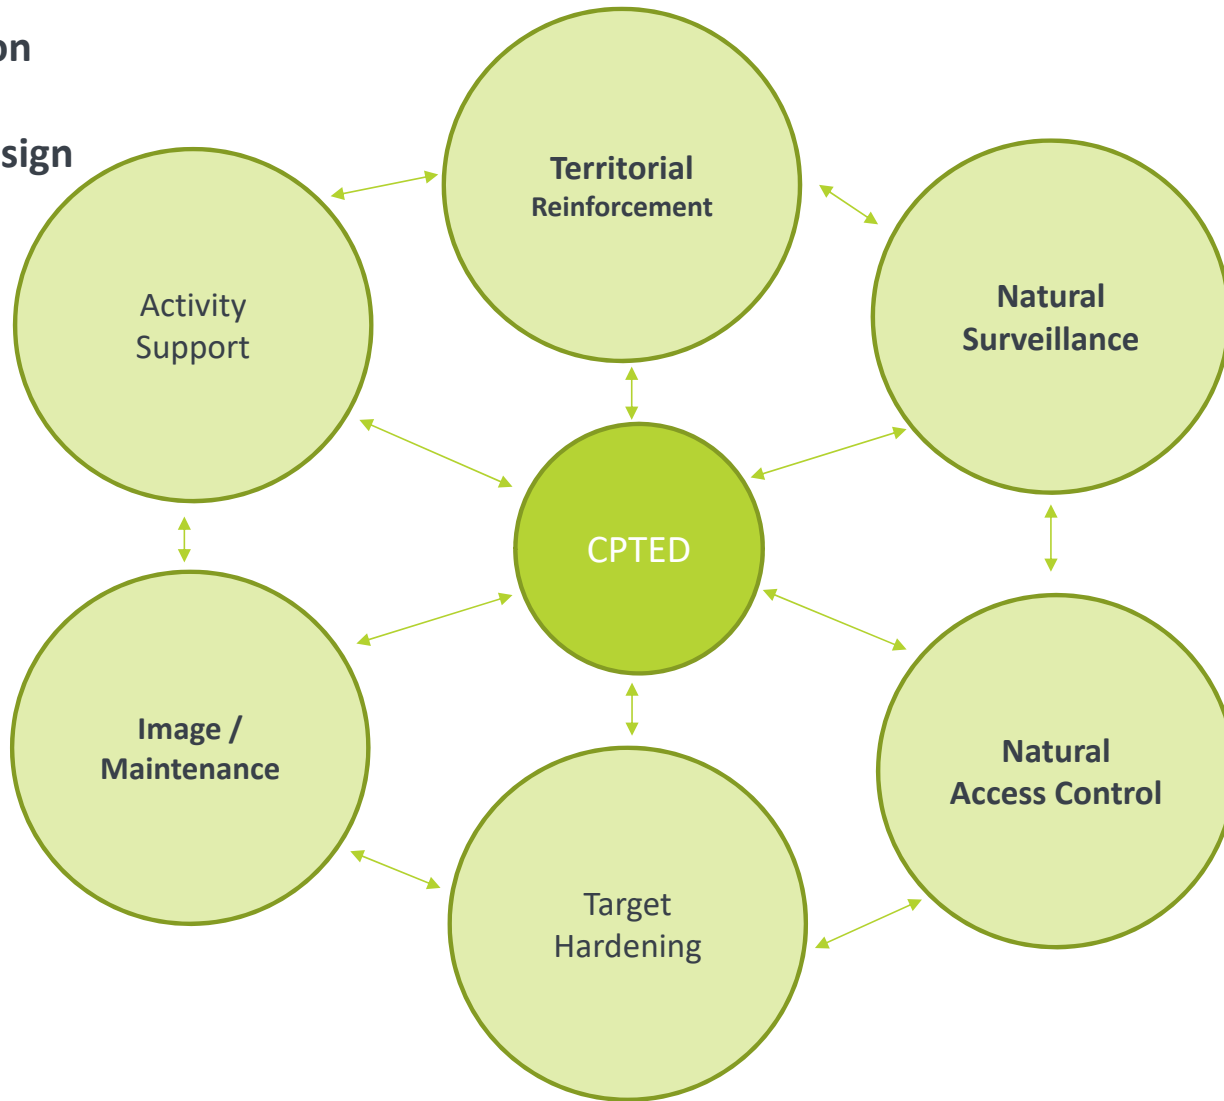 on
sign
Territorial
Reinforcement
Natural
Surveillance
Activity
Support
CPTED
Image /
Maintenance
Natural
Access Control
Target
Hardening